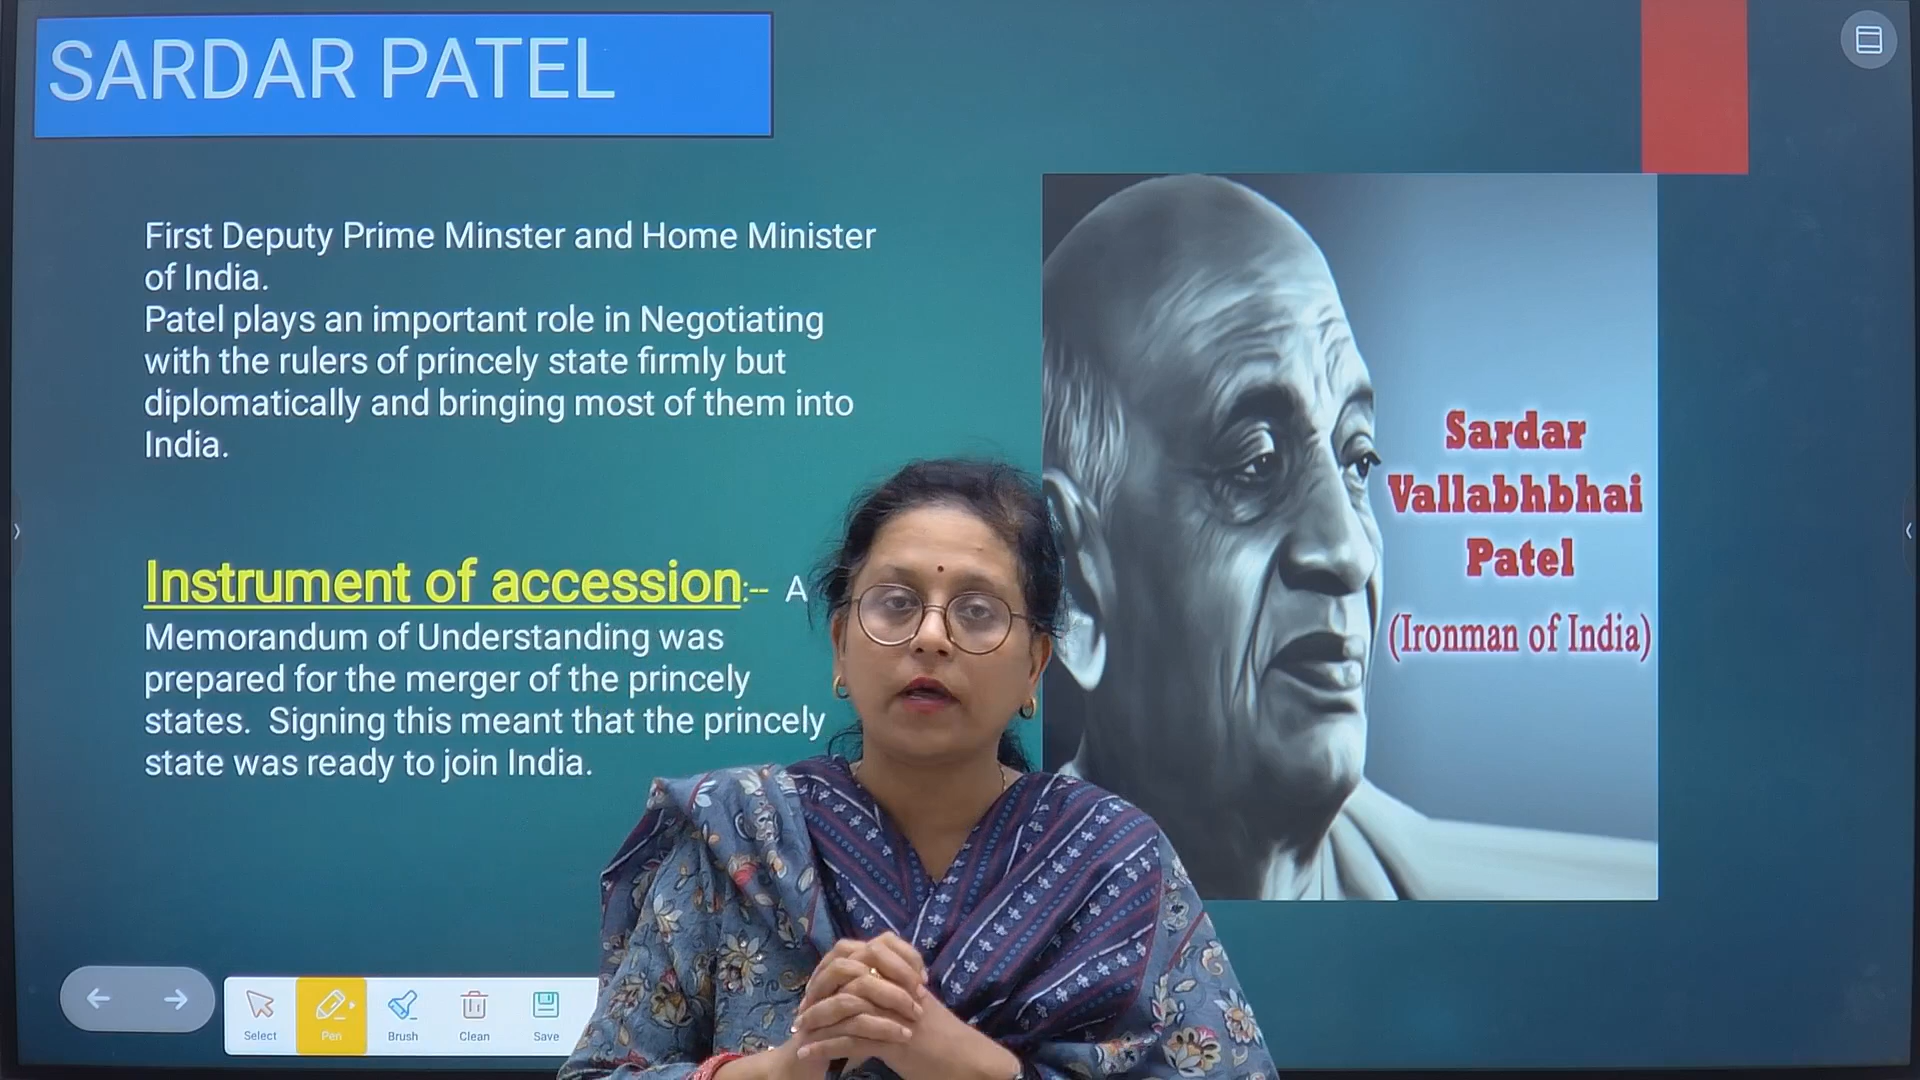 SARDAR PATEL
First Deputy Prime Minster and Home Minister
of India.
Patel plays an important role in Negotiating
with the rulers of princely state firmly but
diplomatically and bringing most of them into
India.
Instrument of accession:-- A
Memorandum of Understanding was
prepared for the merger of the princely
states. Signing this meant that the princely
state was ready to join India.
Sardar
Vallabhbhai
Patel
(Ironman of India)
Select
Pen
Brush
Clean
Save